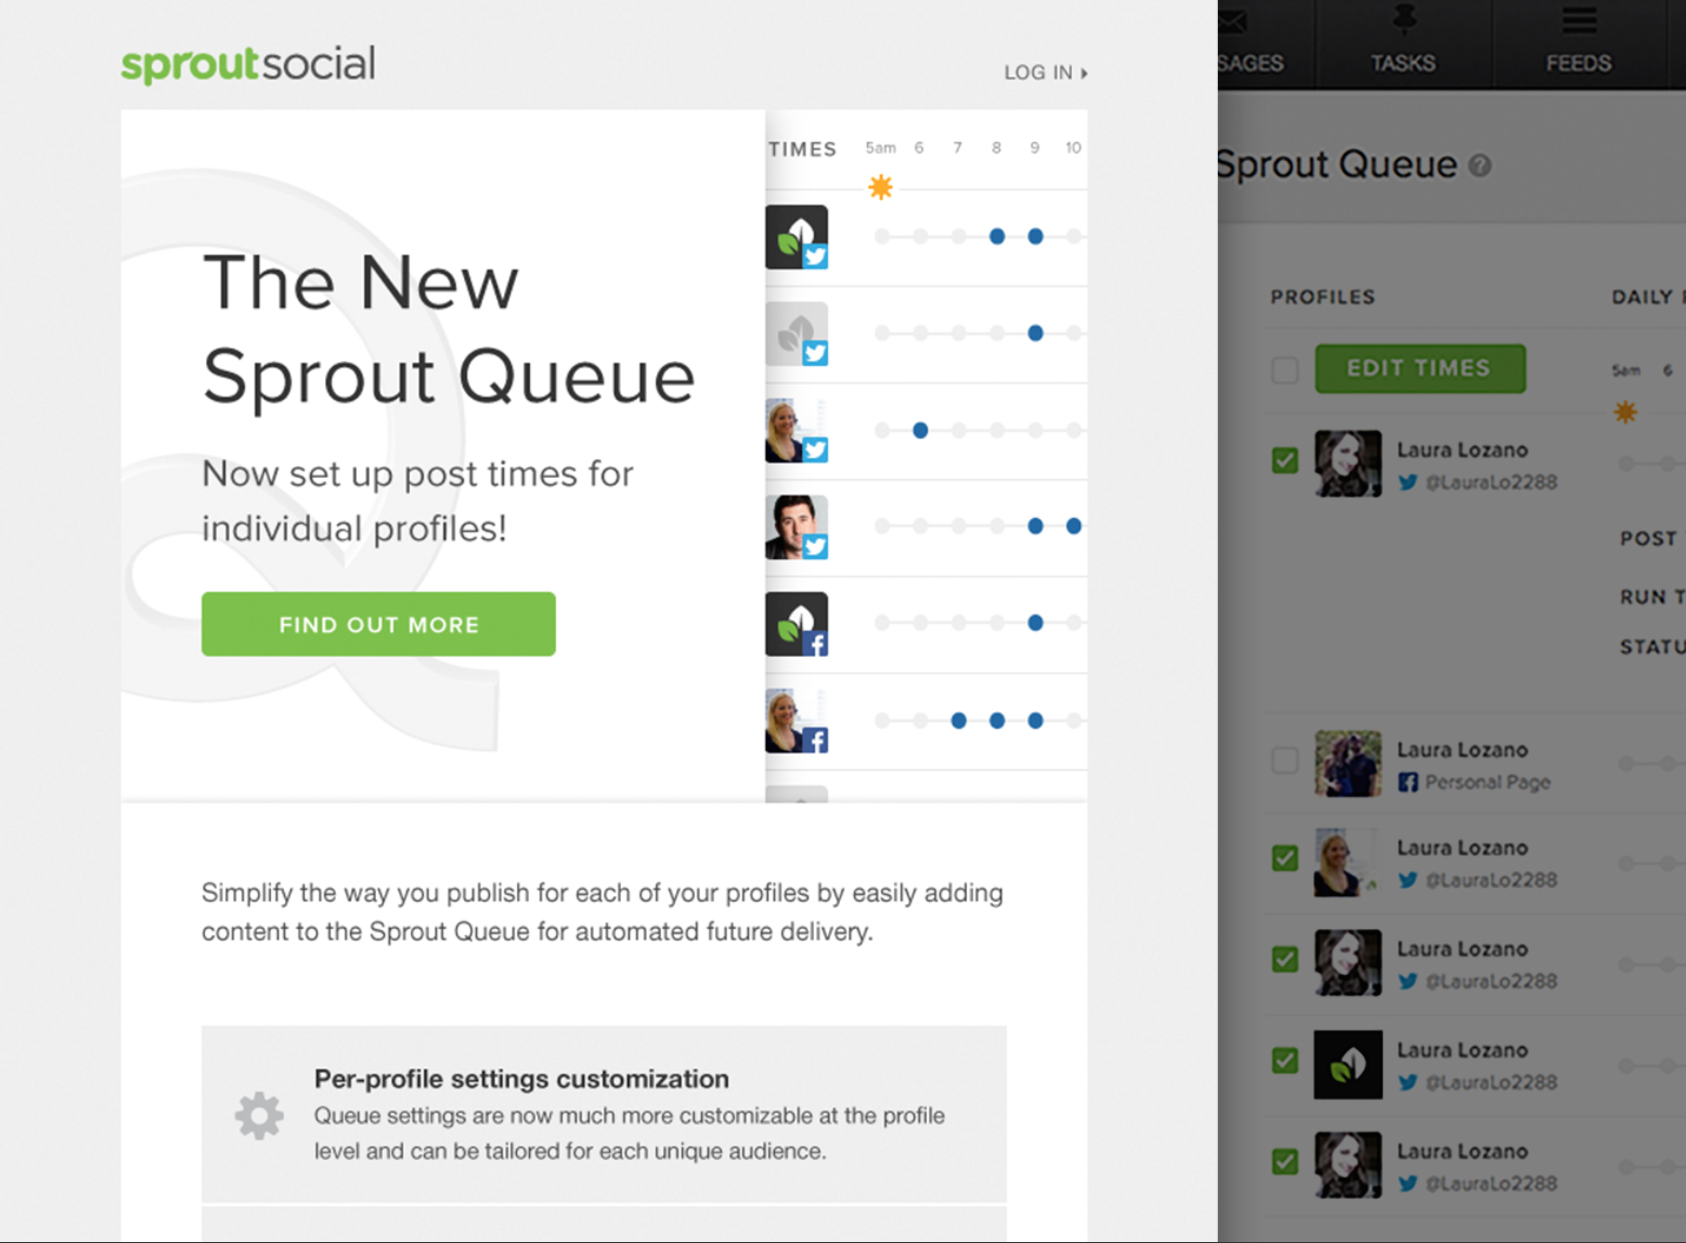 sproutsocial
LOG IN
TIMES 5am 6 7 8 9 10
The New
Sprout Queue
Now set up post times for
individual profiles!
FIND OUT MORE
Simplify the way you publish for each of your profiles by easily adding
content to the Sprout Queue for automated future delivery.
Per-profile settings customization
Queue settings are now much more customizable at the profile
level and can be tailored for each unique audience.
SAGES TASKS FEEDS
Sprout Queue ?
PROFILES DAILY
EDIT TIMES 5am 6
Laura Lozano
@LauraLo2288
POST
RUN T
STATU
Laura Lozano
Personal Page
Laura Lozano
@LauraLo2288
Laura Lozano
@LauraLo2288
Laura Lozano
@LauraLo2288
Laura Lozano
@LauraLo2288